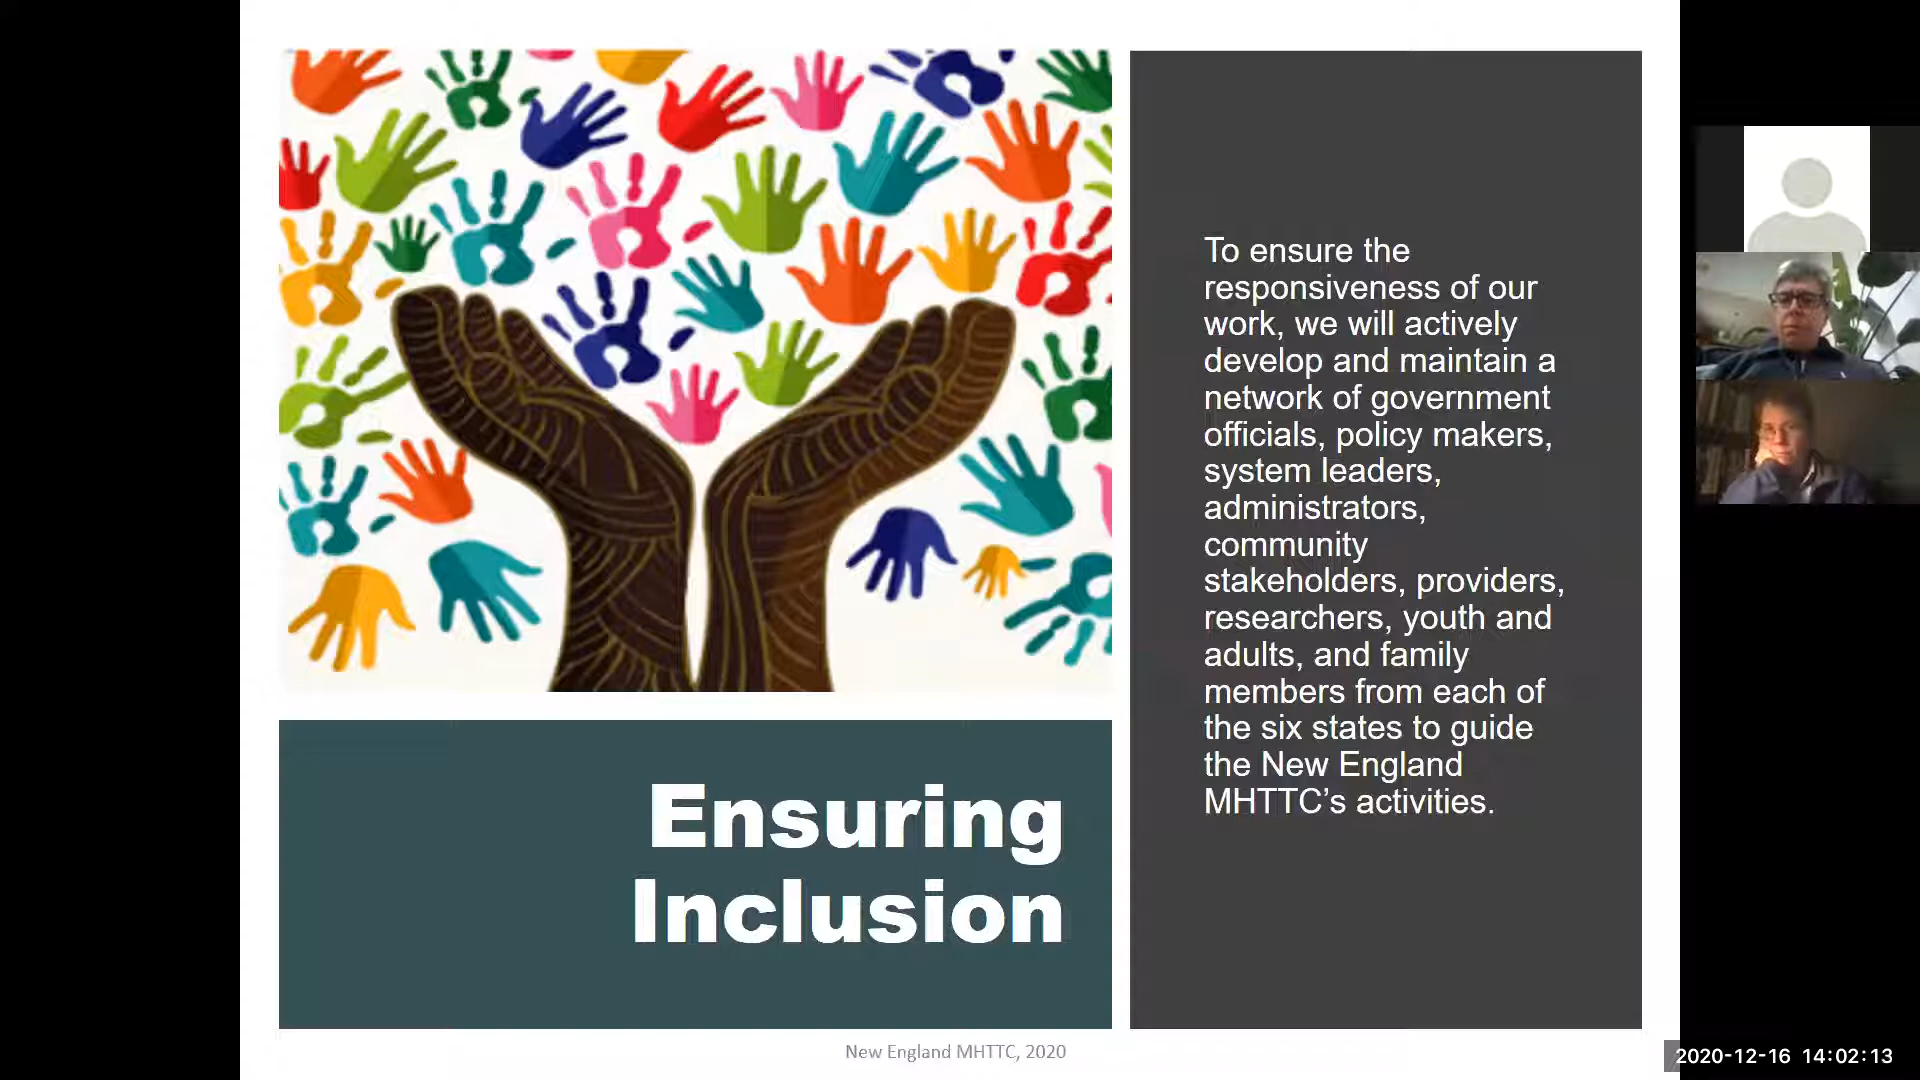 Ensuring
Inclusion
To ensure the
responsiveness of our
work, we will actively
develop and maintain a
network of government
officials, policy makers,
system leaders,
administrators,
community
stakeholders, providers,
researchers, youth and
adults, and family
members from each of
the six states to guide
the New England
MHTTC’s activities.
New England MHTTC, 2020
2020-12-16 14:02:13